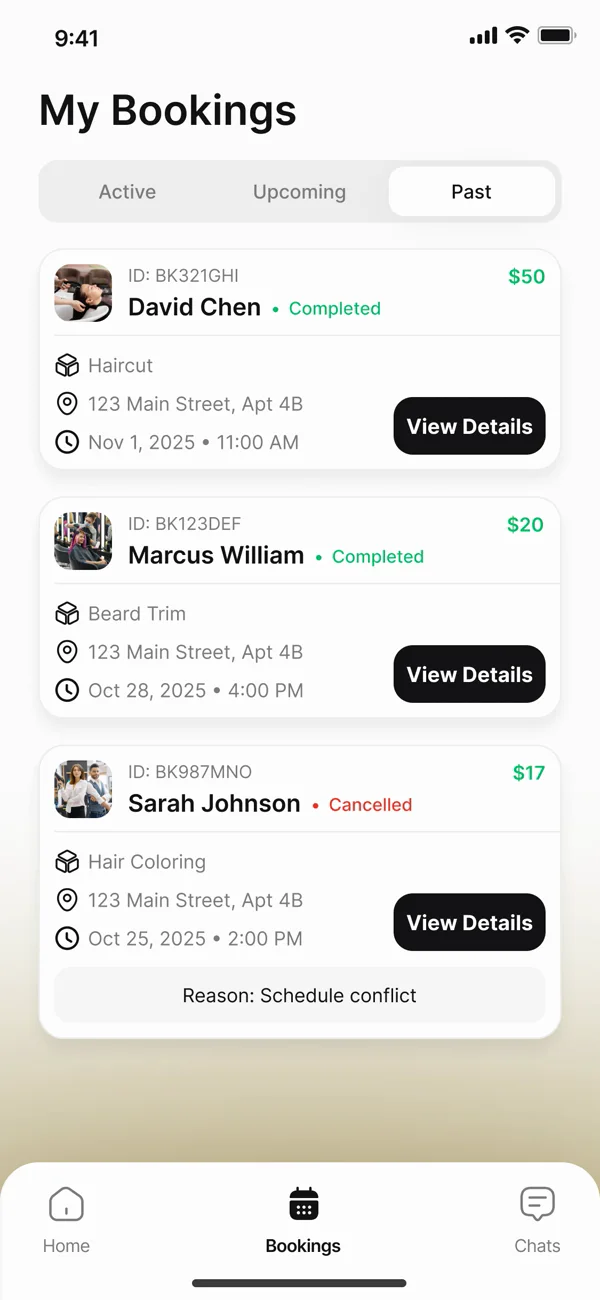 9:41
My Bookings
Active Upcoming Past
ID: BK321GHI $50
David Chen • Completed
Haircut
123 Main Street, Apt 4B
Nov 1, 2025 • 11:00 AM
View Details
ID: BK123DEF $20
Marcus William • Completed
Beard Trim
123 Main Street, Apt 4B
Oct 28, 2025 • 4:00 PM
View Details
ID: BK987MNO $17
Sarah Johnson • Cancelled
Hair Coloring
123 Main Street, Apt 4B
Oct 25, 2025 • 2:00 PM
View Details
Reason: Schedule conflict
Home Bookings Chats